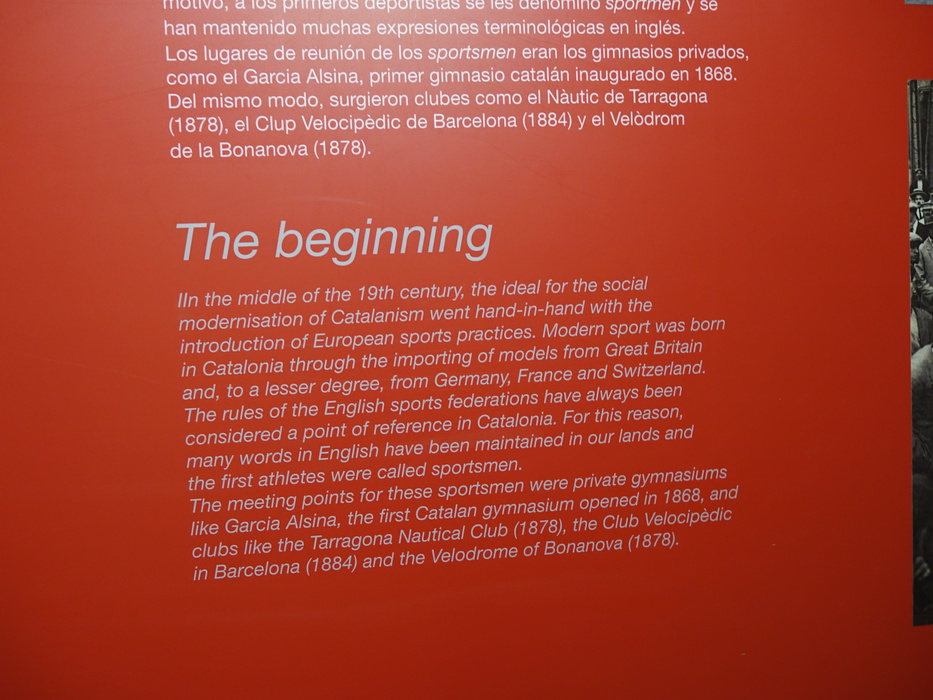 motivo, a los primeros deportistas se les denominó sportmen y se
han mantenido muchas expresiones terminológicas en inglés.
Los lugares de reunión de los sportsmen eran los gimnasios privados,
como el Garcia Alsina, primer gimnasio catalán inaugurado en 1868.
Del mismo modo, surgieron clubes como el Nàutic de Tarragona
(1878), el Clup Velocipèdic de Barcelona (1884) y el Velòdrom
de la Bonanova (1878).
The beginning
IIn the middle of the 19th century, the ideal for the social
modernisation of Catalanism went hand-in-hand with the
introduction of European sports practices. Modern sport was born
in Catalonia through the importing of models from Great Britain
and, to a lesser degree, from Germany, France and Switzerland.
The rules of the English sports federations have always been
considered a point of reference in Catalonia. For this reason,
many words in English have been maintained in our lands and
the first athletes were called sportsmen.
The meeting points for these sportsmen were private gymnasiums
like Garcia Alsina, the first Catalan gymnasium opened in 1868, and
clubs like the Tarragona Nautical Club (1878), the Club Velocipèdic
in Barcelona (1884) and the Velodrome of Bonanova (1878).